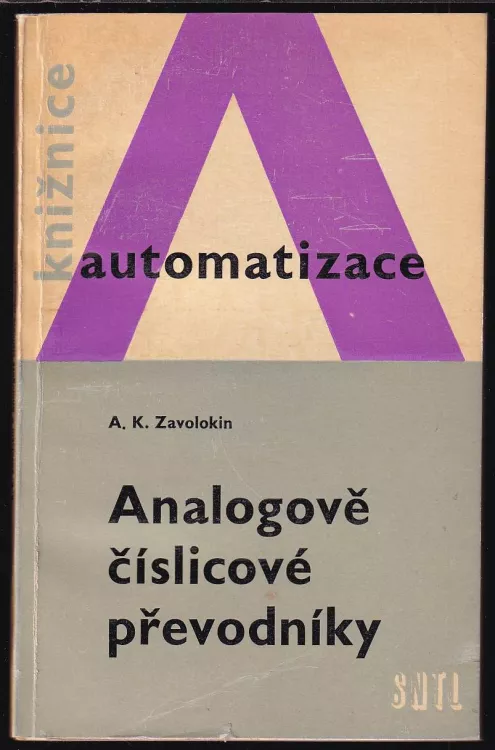 knižnice
automatizace
A. K. Zavolokin
Analogově
číslicové
převodníky
SNTL